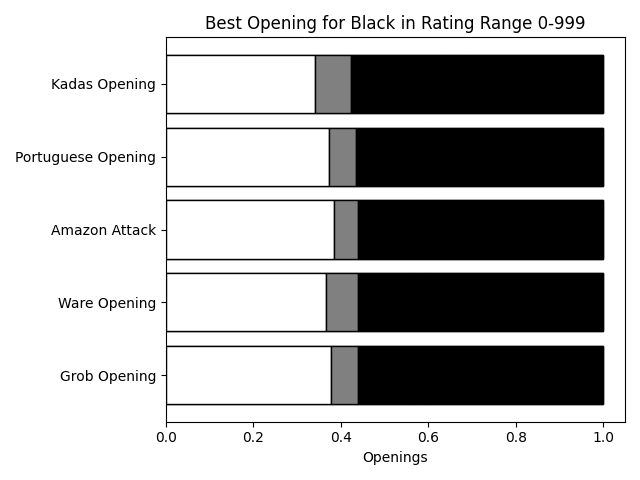 Best Opening for Black in Rating Range 0-999
Kadas Opening
Portuguese Opening
Amazon Attack
Ware Opening
Grob Opening
0.0 0.2 0.4 0.6 0.8 1.0
Openings